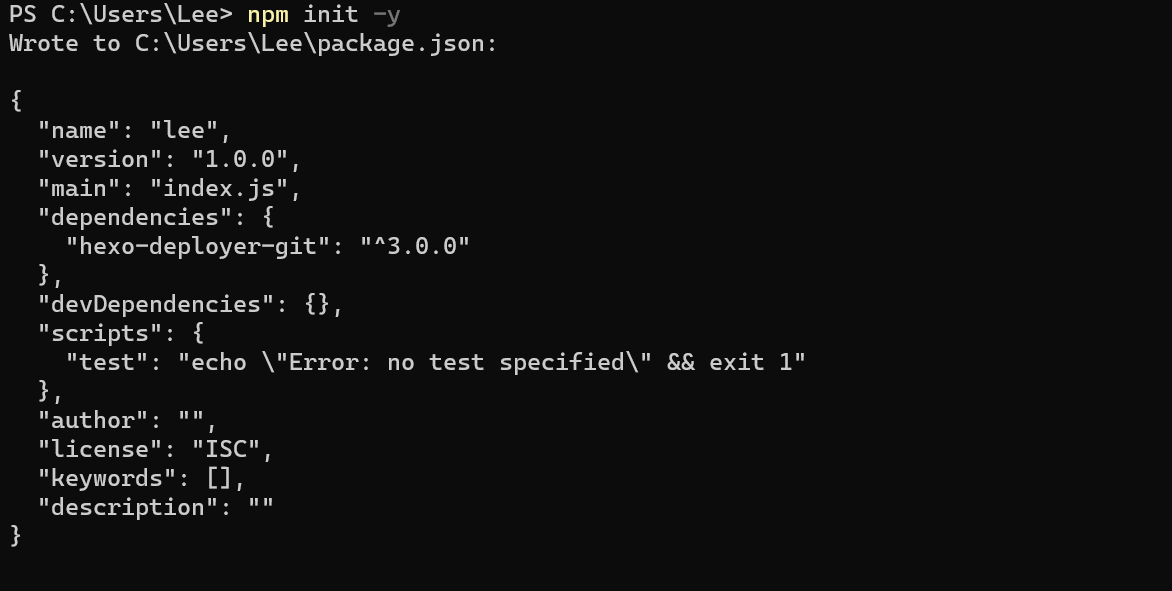 PS C:\Users\Lee> npm init -y
Wrote to C:\Users\Lee\package.json:
{
  "name": "lee",
  "version": "1.0.0",
  "main": "index.js",
  "dependencies": {
    "hexo-deployer-git": "^3.0.0"
  },
  "devDependencies": {},
  "scripts": {
    "test": "echo \"Error: no test specified\" && exit 1"
  },
  "author": "",
  "license": "ISC",
  "keywords": [],
  "description": ""
}